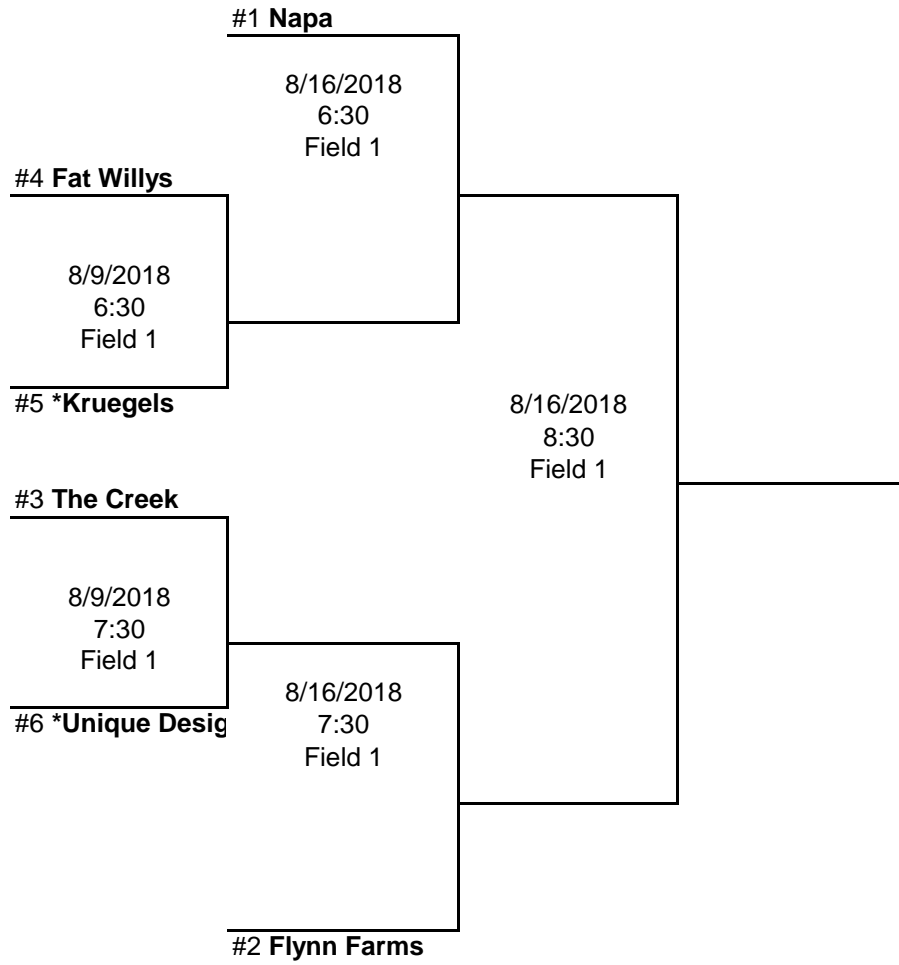 #1 Napa
8/16/2018
6:30
Field 1
#4 Fat Willys
8/9/2018
6:30
Field 1
#5 *Kruegels
8/16/2018
8:30
Field 1
#3 The Creek
8/9/2018
7:30
Field 1
#6 *Unique Desig
8/16/2018
7:30
Field 1
#2 Flynn Farms